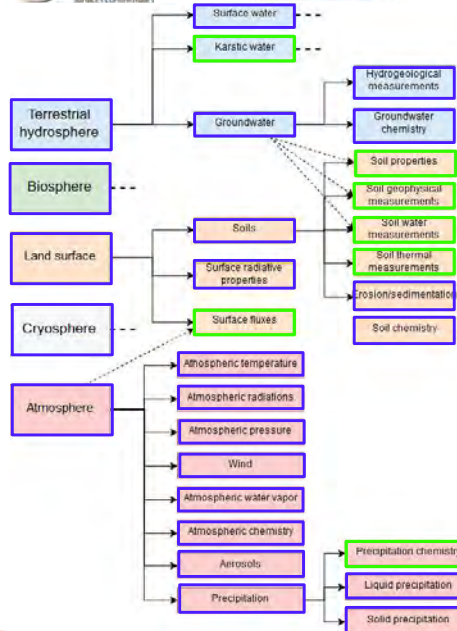 Surface water
Karstic water
Terrestrial
hydrosphere
Groundwater
Hydrogeological
measurements
Groundwater
chemistry
Biosphere
Soil properties
Soil geophysical
measurements
Soil water
measurements
Soil thermal
measurements
Land surface
Soils
Surface radiative
properties
Erosion/sedimentation
Surface fluxes
Soil chemistry
Cryosphere
Atmosphere
Athospheric temperature
Atmospheric radiations
Atmospheric pressure
Wind
Atmospheric water vapor
Atmospheric chemistry
Aerosols
Precipitation
Precipitation chemistry
Liquid precipitation
Solid precipitation